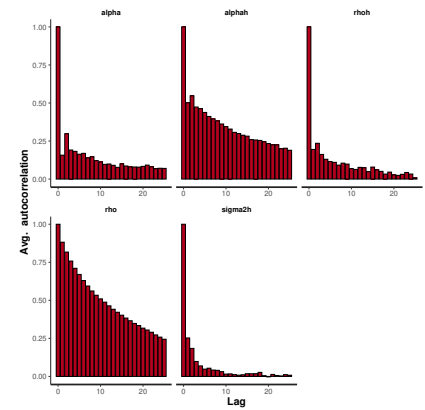 alpha alphah rhoh
1.00
0.75
0.50
0.25
0.00
0 10 20 0 10 20 0 10 20
rho sigma2h
1.00
0.75
0.50
0.25
0.00
0 10 20 0 10 20
Avg. autocorrelation
Lag